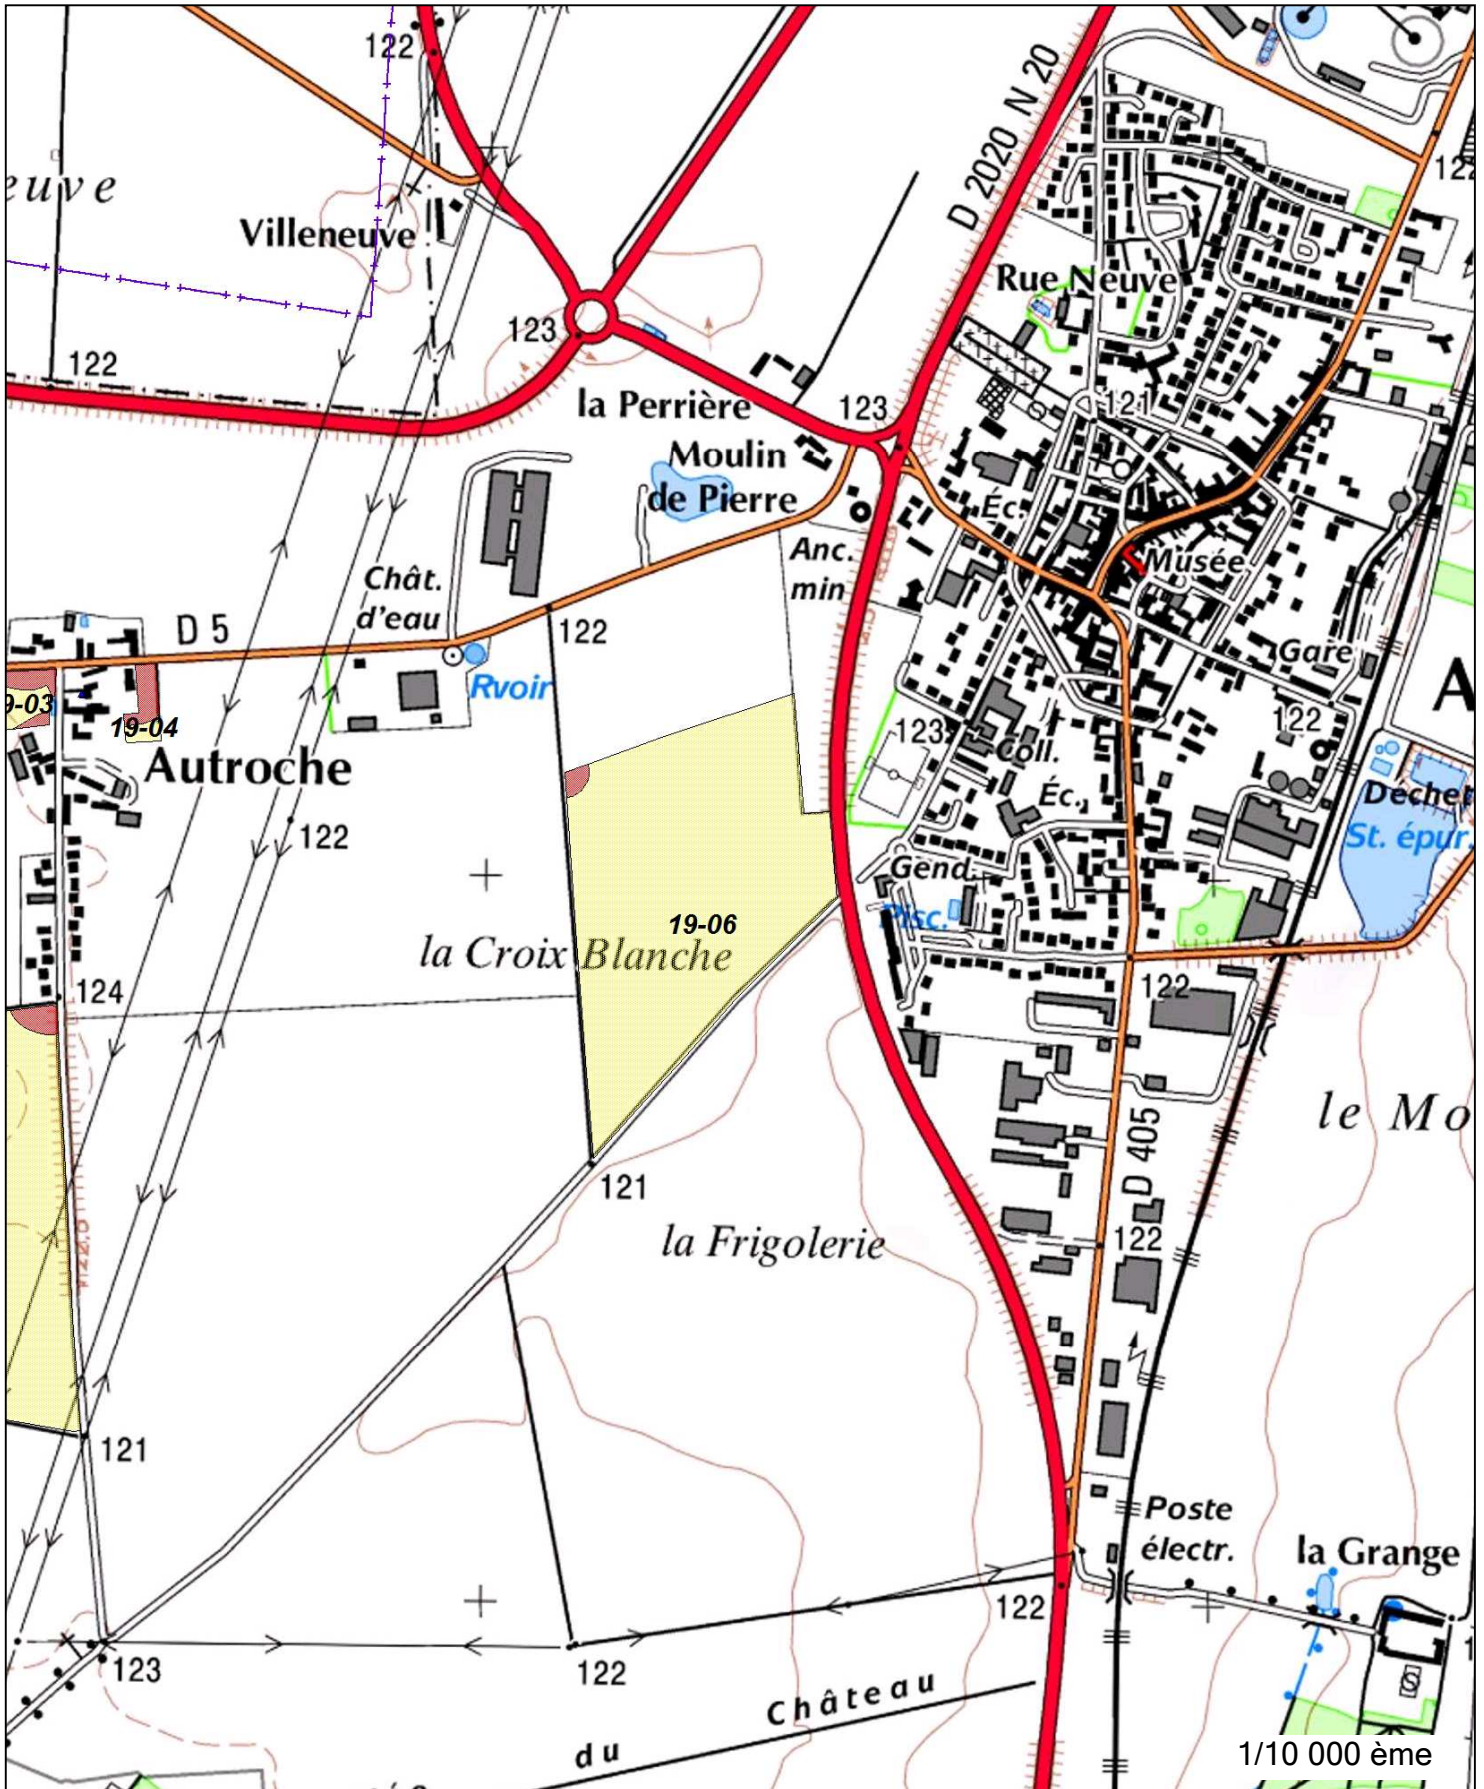 122
D 2020 N 20
122
euve
Villeneuve
Rue Neuve
123
122
la Perrière
123
121
Moulin
de Pierre
Éc.
Anc.
min
Musée
Chât.
d'eau
D 5
122
Gare
Rvoir
9-03
19-04
A
Autroche
123
122
Coll.
Éc.
Déchet
St. épur.
122
Gend.
Pisc.
19-06
la Croix Blanche
124
122
D 405
le Mo
121
la Frigolerie
122
121
Poste
électr.
la Grange
122
123
122
du Château
1/10 000 ème